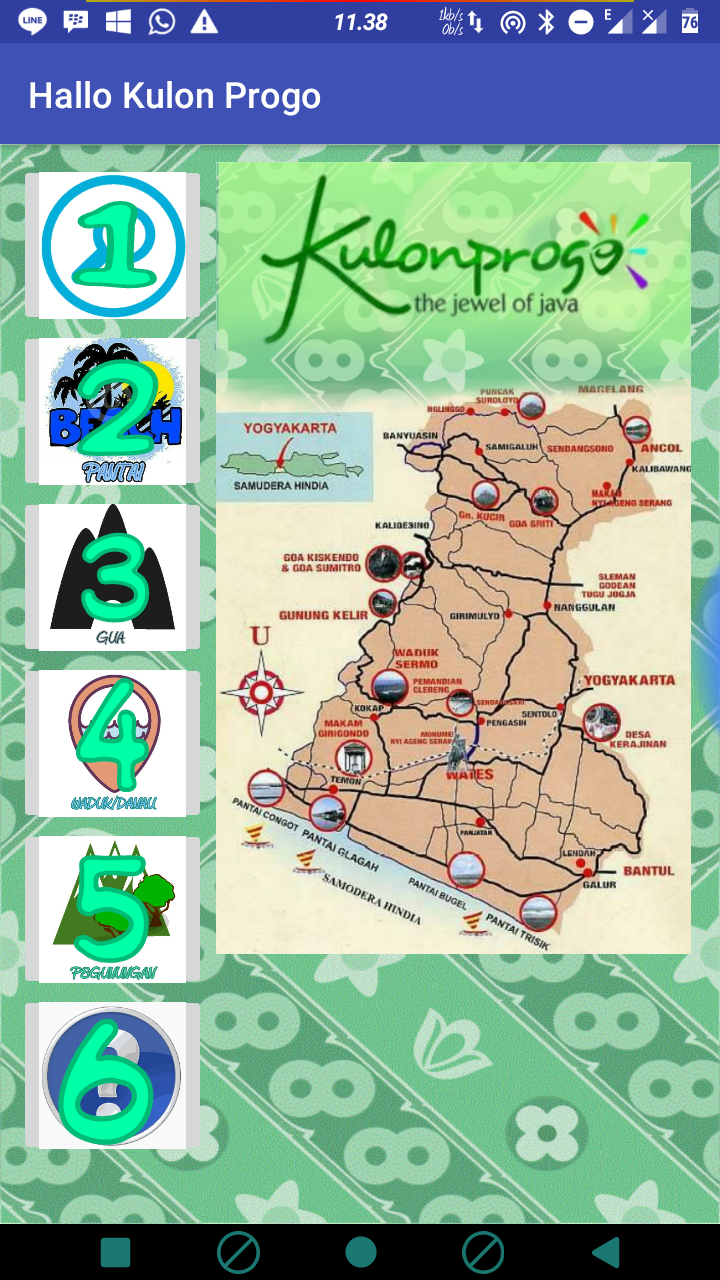 LINE
11.38
1kb/s
0b/s
E
X
76
Hallo Kulon Progo
1
2
BEACH
PANTAI
3
GUA
4
WADUK/DANAU
5
PEGUNUNGAN
6
Kulonprogo
the jewel of java
YOGYAKARTA
SAMUDERA HINDIA
PUNCAK
SUROLOYO
MAGELANG
NGLINGGO
BANYUASIN
SAMIGALUH
SENDANGSONO
ANCOL
KALIBAWANG
MAKAM
NYI AGENG SERANG
Gn. KUCIR
GOA SRITI
KALIGESING
GOA KISKENDO
& GOA SUMITRO
SLEMAN
GODEAN
TUGU JOGJA
NANGGULAN
GUNUNG KELIR
GIRIMULYO
U
WADUK
SERMO
PEMANDIAN
CLERENG
YOGYAKARTA
SENDANGSARI
KOKAP
SENTOLO
PENGASIH
MAKAM
GIRIGONDO
MONUMEN
NYI AGENG SERANG
DESA
KERAJINAN
WATES
TEMON
PANTAI CONGOT
PANTAI GLAGAH
PANJATAN
LENDAH
BANTUL
GALUR
SAMODERA HINDIA
PANTAI BUGEL
PANTAI TRISIK